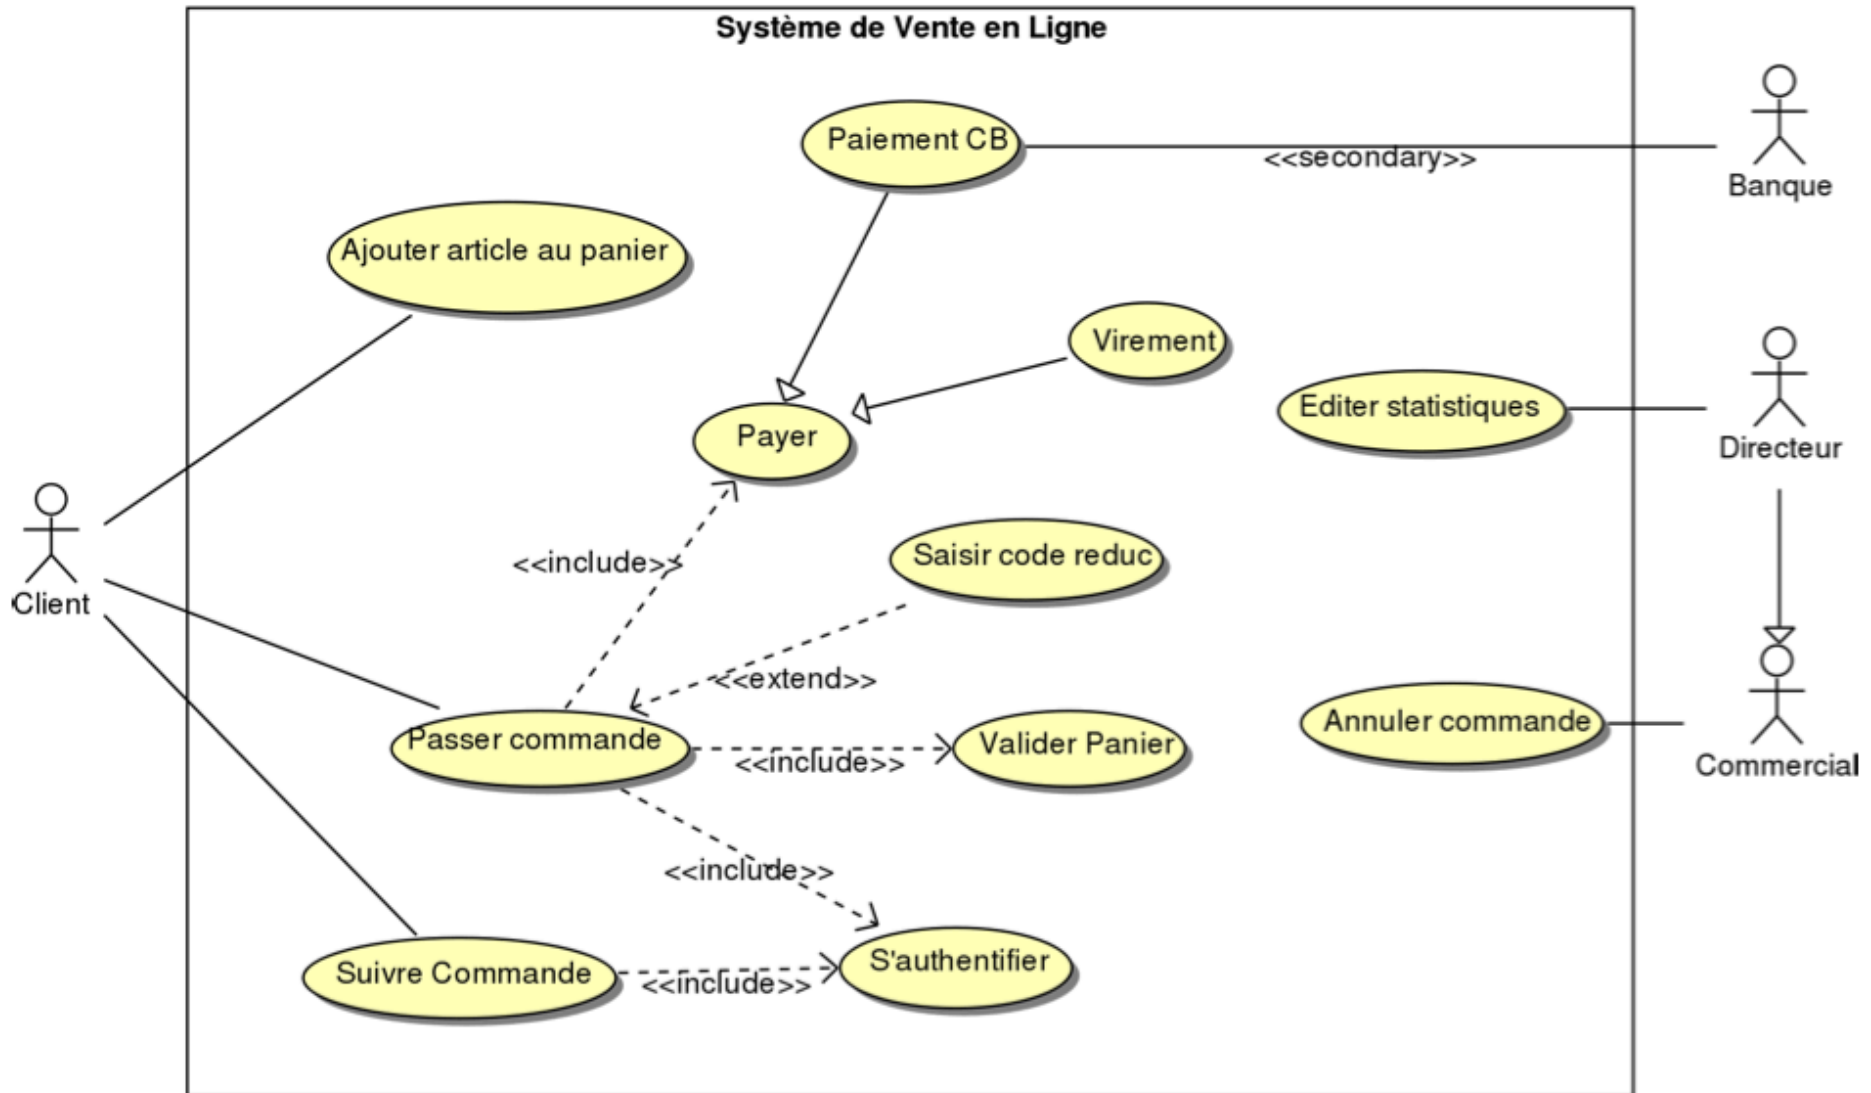 Système de Vente en Ligne
Paiement CB
<<secondary>>
Banque
Ajouter article au panier
Virement
Payer
Editer statistiques
Directeur
Client
<<include>>
Saisir code reduc
<<extend>>
Passer commande
<<include>>
Valider Panier
Annuler commande
Commercial
<<include>>
Suivre Commande
<<include>>
S'authentifier